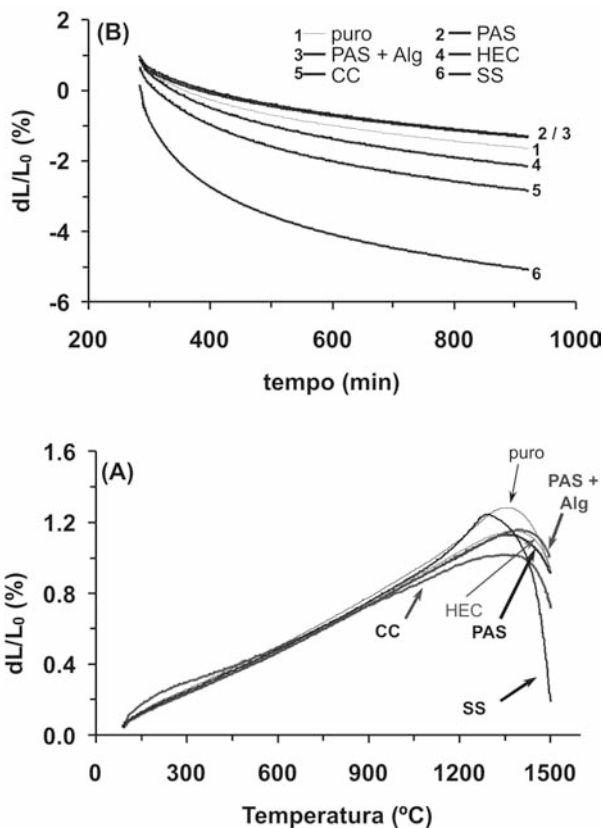 (B)
1 puro
2 PAS
3 PAS + Alg
4 HEC
5 CC
6 SS
dL/L₀ (%)
2
0
-2
-4
-6
2 / 3
1
4
5
6
200
400
600
800
1000
tempo (min)
(A)
dL/L₀ (%)
1.6
1.2
0.8
0.4
0.0
puro
PAS +
Alg
HEC
CC
PAS
SS
0
300
600
900
1200
1500
Temperatura (ºC)